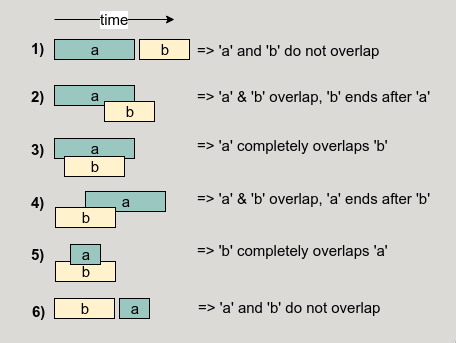 time
1) a b => 'a' and 'b' do not overlap
2) a b => 'a' & 'b' overlap, 'b' ends after 'a'
3) a b => 'a' completely overlaps 'b'
4) a b => 'a' & 'b' overlap, 'a' ends after 'b'
5) a b => 'b' completely overlaps 'a'
6) b a => 'a' and 'b' do not overlap